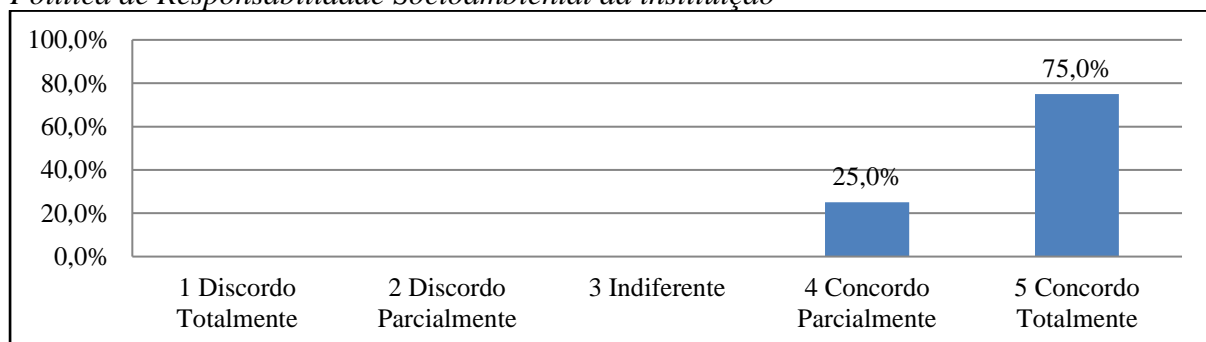 Política de Responsabilidade Socioambiental da instituição
100,0%
80,0%
60,0%
40,0%
20,0%
0,0%
25,0%
75,0%
1 Discordo
Totalmente
2 Discordo
Parcialmente
3 Indiferente
4 Concordo
Parcialmente
5 Concordo
Totalmente